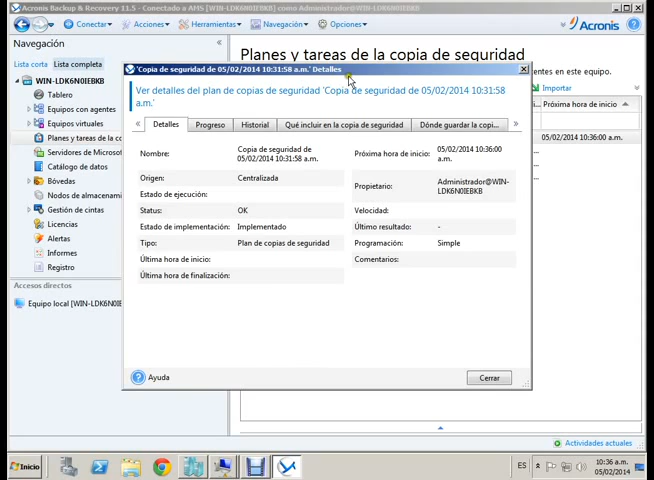 Acronis Backup & Recovery 11.5 - Conectado a AMS [WIN-LDK6N0IEBKB] como Administrador@WIN-LDK6N0IEBKB
Conectar
Acciones
Herramientas
Navegación
Opciones
Acronis
Navegación
Lista corta
Lista completa
WIN-LDK6N0IEBKB
Tablero
Equipos con agentes
Equipos virtuales
Planes y tareas de la co
Servidores de Microso
Catálogo de datos
Bóvedas
Nodos de almacenami
Gestión de cintas
Licencias
Alertas
Informes
Registro
Accesos directos
Equipo local [WIN-LDK6N0IEB
Planes y tareas de la copia de seguridad
entes en este equipo.
Importar
Próxima hora de inicio
05/02/2014 10:36:00 a.m.
'Copia de seguridad de 05/02/2014 10:31:58 a.m.' Detalles
Ver detalles del plan de copias de seguridad 'Copia de seguridad de 05/02/2014 10:31:58
a.m.'
Detalles
Progreso
Historial
Qué incluir en la copia de seguridad
Dónde guardar la copi...
Nombre:
Copia de seguridad de
05/02/2014 10:31:58 a.m.
Origen:
Centralizada
Estado de ejecución:
Status:
OK
Estado de implementación:
Implementado
Tipo:
Plan de copias de seguridad
Última hora de inicio:
Última hora de finalización:
Próxima hora de inicio:
05/02/2014 10:36:00
a.m.
Propietario:
Administrador@WIN-
LDK6N0IEBKB
Velocidad:
Último resultado:
-
Programación:
Simple
Comentarios:
Ayuda
Cerrar
Actividades actuales
Inicio
ES
10:36 a.m.
05/02/2014